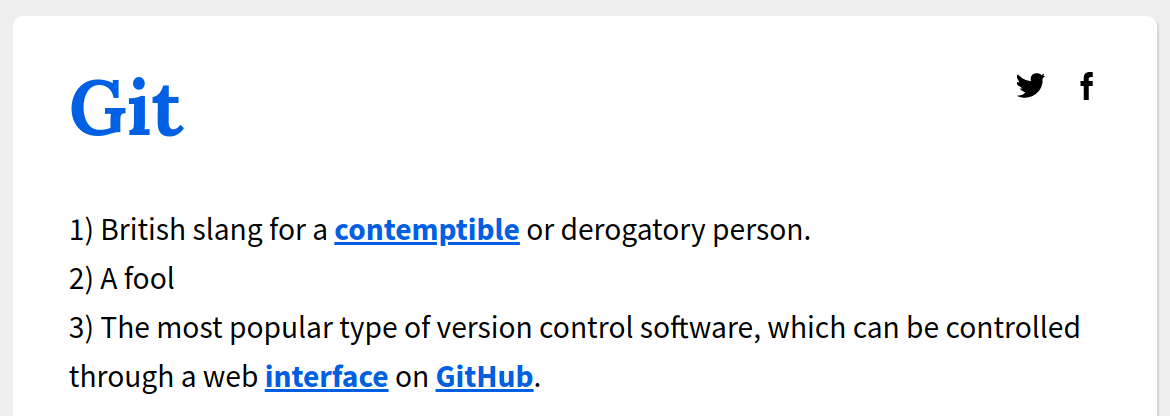 Git
1) British slang for a contemptible or derogatory person.
2) A fool
3) The most popular type of version control software, which can be controlled
through a web interface on GitHub.